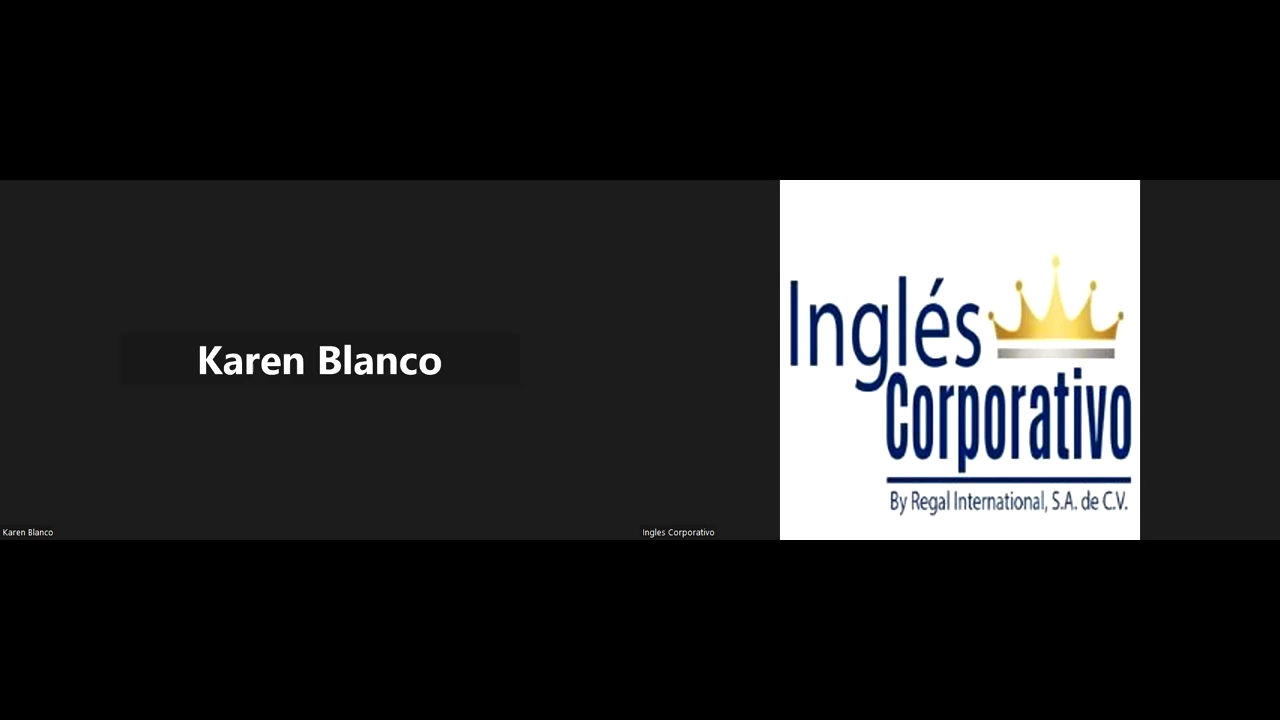 Karen Blanco
Karen Blanco
Inglés
Corporativo
By Regal International, S.A. de C.V.
Ingles Corporativo